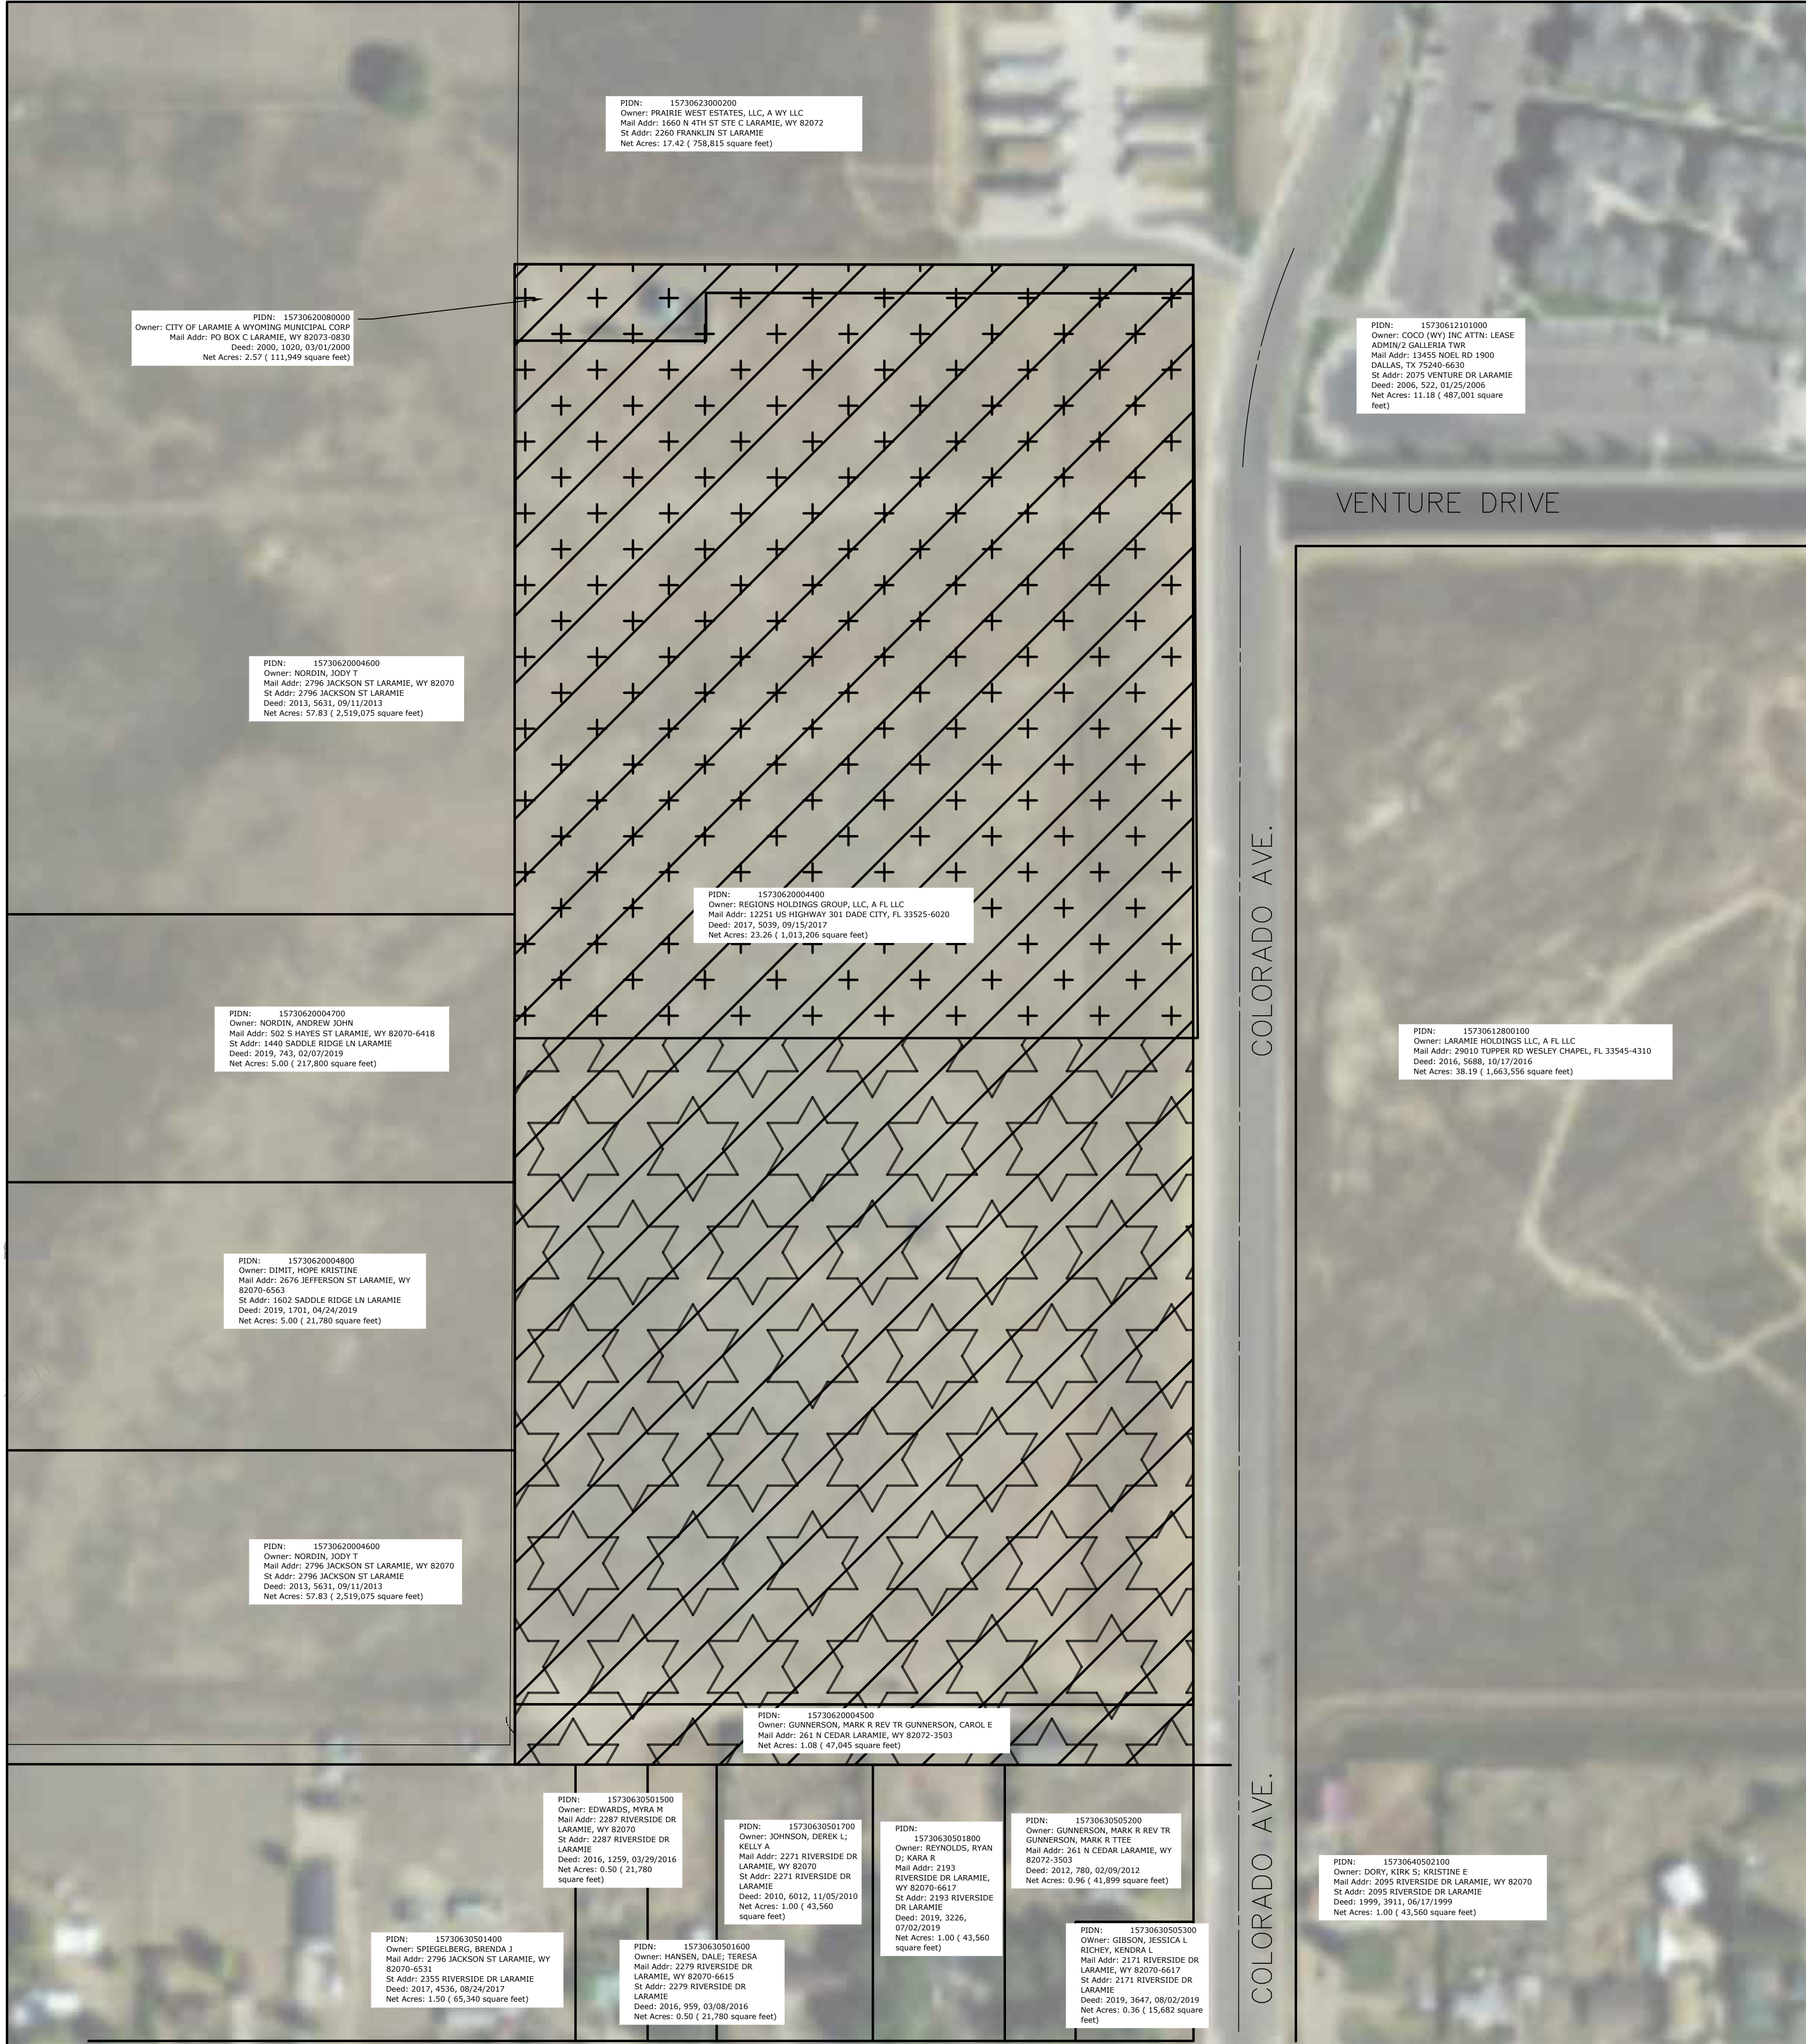 PIDN: 15730623000200
Owner: PRAIRIE WEST ESTATES, LLC, A WY LLC
Mail Addr: 1660 N 4TH ST STE C LARAMIE, WY 82072
St Addr: 2260 FRANKLIN ST LARAMIE
Net Acres: 17.42 ( 758,815 square feet)
PIDN: 15730620080000
Owner: CITY OF LARAMIE A WYOMING MUNICIPAL CORP
Mail Addr: PO BOX C LARAMIE, WY 82073-0830
Deed: 2000, 1020, 03/01/2000
Net Acres: 2.57 ( 111,949 square feet)
PIDN: 15730612101000
Owner: COCO (WY) INC ATTN: LEASE
ADMIN/2 GALLERIA TWR
Mail Addr: 13455 NOEL RD 1900
DALLAS, TX 75240-6630
St Addr: 2075 VENTURE DR LARAMIE
Deed: 2006, 522, 01/25/2006
Net Acres: 11.18 ( 487,001 square
feet)
VENTURE DRIVE
PIDN: 15730620004600
Owner: NORDIN, JODY T
Mail Addr: 2796 JACKSON ST LARAMIE, WY 82070
St Addr: 2796 JACKSON ST LARAMIE
Deed: 2013, 5631, 09/11/2013
Net Acres: 57.83 ( 2,519,075 square feet)
COLORADO AVE.
PIDN: 15730620004400
Owner: REGIONS HOLDINGS GROUP, LLC, A FL LLC
Mail Addr: 12251 US HIGHWAY 301 DADE CITY, FL 33525-6020
Deed: 2017, 5039, 09/15/2017
Net Acres: 23.26 ( 1,013,206 square feet)
PIDN: 15730620004700
Owner: NORDIN, ANDREW JOHN
Mail Addr: 502 S HAYES ST LARAMIE, WY 82070-6418
St Addr: 1440 SADDLE RIDGE LN LARAMIE
Deed: 2019, 743, 02/07/2019
Net Acres: 5.00 ( 217,800 square feet)
PIDN: 15730612800100
Owner: LARAMIE HOLDINGS LLC, A FL LLC
Mail Addr: 29010 TUPPER RD WESLEY CHAPEL, FL 33545-4310
Deed: 2016, 5688, 10/17/2016
Net Acres: 38.19 ( 1,663,556 square feet)
PIDN: 15730620004800
Owner: DIMIT, HOPE KRISTINE
Mail Addr: 2676 JEFFERSON ST LARAMIE, WY
82070-6563
St Addr: 1602 SADDLE RIDGE LN LARAMIE
Deed: 2019, 1701, 04/24/2019
Net Acres: 5.00 ( 21,780 square feet)
PIDN: 15730620004600
Owner: NORDIN, JODY T
Mail Addr: 2796 JACKSON ST LARAMIE, WY 82070
St Addr: 2796 JACKSON ST LARAMIE
Deed: 2013, 5631, 09/11/2013
Net Acres: 57.83 ( 2,519,075 square feet)
PIDN: 15730620004500
Owner: GUNNERSON, MARK R REV TR GUNNERSON, CAROL E
Mail Addr: 261 N CEDAR LARAMIE, WY 82072-3503
Net Acres: 1.08 ( 47,045 square feet)
PIDN: 15730630501500
Owner: EDWARDS, MYRA M
Mail Addr: 2287 RIVERSIDE DR
LARAMIE, WY 82070
St Addr: 2287 RIVERSIDE DR
LARAMIE
Deed: 2016, 1259, 03/29/2016
Net Acres: 0.50 ( 21,780
square feet)
PIDN: 15730630501700
Owner: JOHNSON, DEREK L;
KELLY A
Mail Addr: 2271 RIVERSIDE DR
LARAMIE, WY 82070
St Addr: 2271 RIVERSIDE DR
LARAMIE
Deed: 2010, 6012, 11/05/2010
Net Acres: 1.00 ( 43,560
square feet)
PIDN:
15730630501800
Owner: REYNOLDS, RYAN
D; KARA R
Mail Addr: 2193
RIVERSIDE DR LARAMIE,
WY 82070-6617
St Addr: 2193 RIVERSIDE
DR LARAMIE
Deed: 2019, 3226,
07/02/2019
Net Acres: 1.00 ( 43,560
square feet)
PIDN: 15730630505200
Owner: GUNNERSON, MARK R REV TR
GUNNERSON, MARK R TTEE
Mail Addr: 261 N CEDAR LARAMIE, WY
82072-3503
Deed: 2012, 780, 02/09/2012
Net Acres: 0.96 ( 41,899 square feet)
COLORADO AVE.
PIDN: 15730640502100
Owner: DORY, KIRK S; KRISTINE E
Mail Addr: 2095 RIVERSIDE DR LARAMIE, WY 82070
St Addr: 2095 RIVERSIDE DR LARAMIE
Deed: 1999, 3911, 06/17/1999
Net Acres: 1.00 ( 43,560 square feet)
PIDN: 15730630501400
Owner: SPIEGELBERG, BRENDA J
Mail Addr: 2796 JACKSON ST LARAMIE, WY
82070-6531
St Addr: 2355 RIVERSIDE DR LARAMIE
Deed: 2017, 4536, 08/24/2017
Net Acres: 1.50 ( 65,340 square feet)
PIDN: 15730630501600
Owner: HANSEN, DALE; TERESA
Mail Addr: 2279 RIVERSIDE DR
LARAMIE, WY 82070-6615
St Addr: 2279 RIVERSIDE DR
LARAMIE
Deed: 2016, 959, 03/08/2016
Net Acres: 0.50 ( 21,780 square feet)
PIDN: 15730630505300
OWner: GIBSON, JESSICA L
RICHEY, KENDRA L
Mail Addr: 2171 RIVERSIDE DR
LARAMIE, WY 82070-6617
St Addr: 2171 RIVERSIDE DR
LARAMIE
Deed: 2019, 3647, 08/02/2019
Net Acres: 0.36 ( 15,682 square
feet)